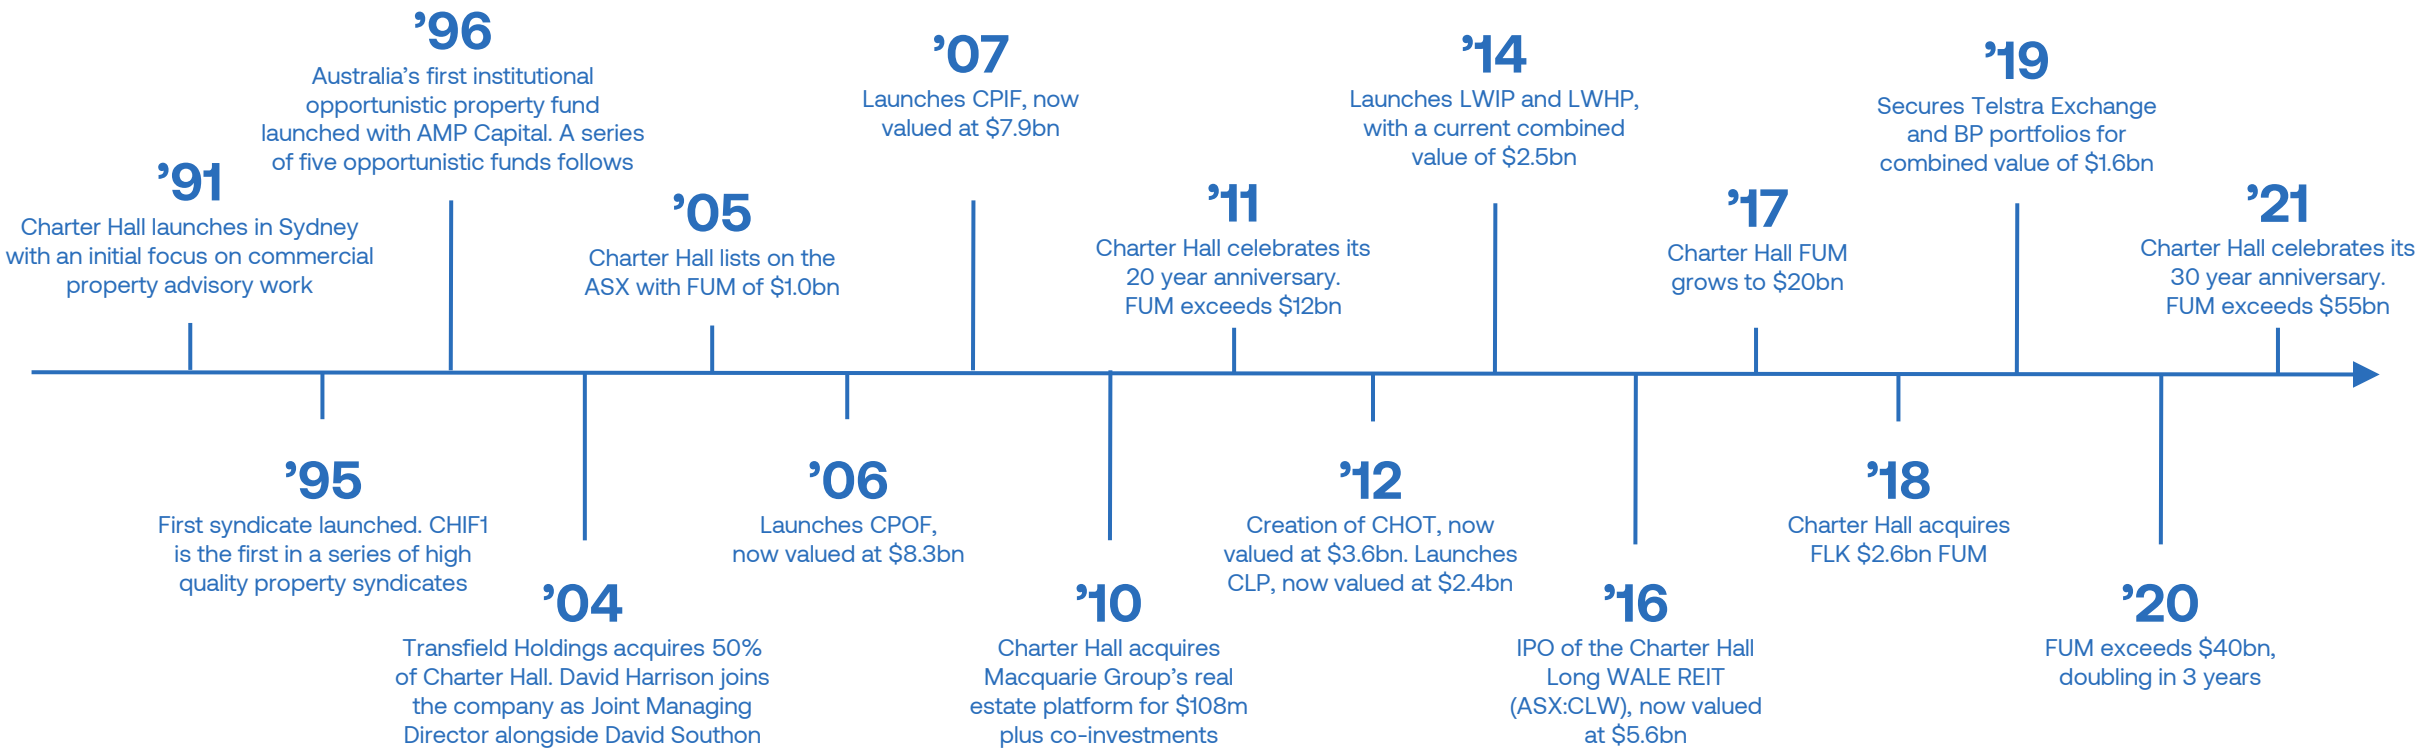 ’91
Charter Hall launches in Sydney
with an initial focus on commercial
property advisory work
’95
First syndicate launched. CHIF1
is the first in a series of high
quality property syndicates
’96
Australia’s first institutional
opportunistic property fund
launched with AMP Capital. A series
of five opportunistic funds follows
’04
Transfield Holdings acquires 50%
of Charter Hall. David Harrison joins
the company as Joint Managing
Director alongside David Southon
’05
Charter Hall lists on the
ASX with FUM of $1.0bn
’06
Launches CPOF,
now valued at $8.3bn
’07
Launches CPIF, now
valued at $7.9bn
’10
Charter Hall acquires
Macquarie Group’s real
estate platform for $108m
plus co-investments
’11
Charter Hall celebrates its
20 year anniversary.
FUM exceeds $12bn
’12
Creation of CHOT, now
valued at $3.6bn. Launches
CLP, now valued at $2.4bn
’14
Launches LWIP and LWHP,
with a current combined
value of $2.5bn
’16
IPO of the Charter Hall
Long WALE REIT
(ASX:CLW), now valued
at $5.6bn
’17
Charter Hall FUM
grows to $20bn
’18
Charter Hall acquires
FLK $2.6bn FUM
’19
Secures Telstra Exchange
and BP portfolios for
combined value of $1.6bn
’20
FUM exceeds $40bn,
doubling in 3 years
’21
Charter Hall celebrates its
30 year anniversary.
FUM exceeds $55bn